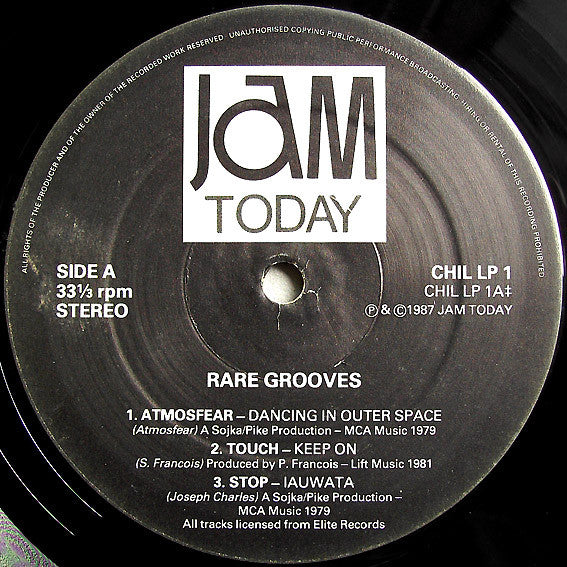 ALL RIGHTS OF THE PRODUCER AND OF THE OWNER OF THE RECORDED WORK RESERVED UNAUTHORISED COPYING PUBLIC PERFORMANCE BROADCASTING HIRING OR RENTAL OF THIS RECORDING PROHIBITED
JAM
TODAY
SIDE A
33⅓ rpm
STEREO
CHIL LP 1
CHIL LP 1A‡
℗ & ©1987 JAM TODAY
RARE GROOVES
1. ATMOSFEAR – DANCING IN OUTER SPACE
(Atmosfear) A Sojka/Pike Production – MCA Music 1979
2. TOUCH – KEEP ON
(S. Francois) Produced by P. Francois – Lift Music 1981
3. STOP – IAUWATA
(Joseph Charles) A Sojka/Pike Production –
MCA Music 1979
All tracks licensed from Elite Records